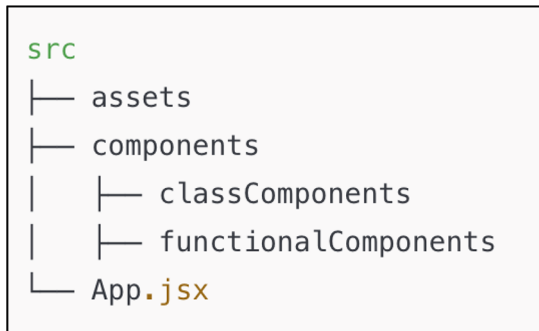 src
├── assets
├── components
│   ├── classComponents
│   ├── functionalComponents
└── App.jsx